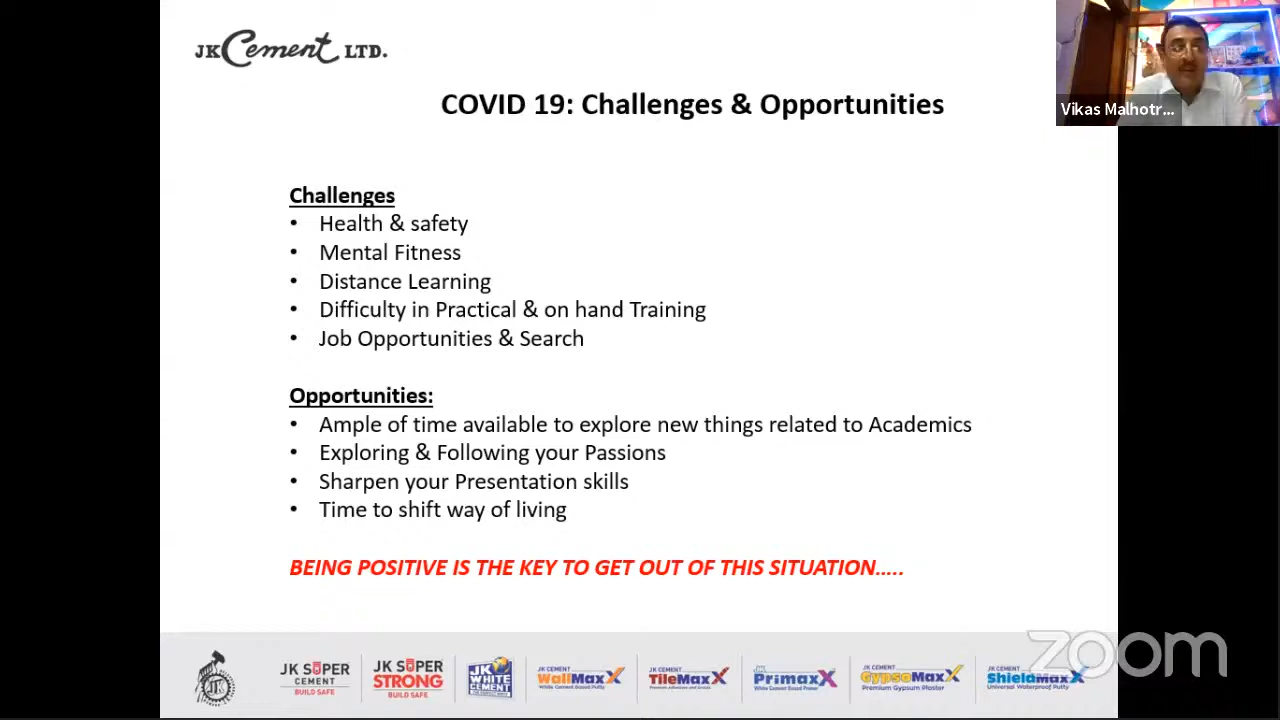 JK Cement LTD.
COVID 19: Challenges & Opportunities
Vikas Malhotr...
Challenges
• Health & safety
• Mental Fitness
• Distance Learning
• Difficulty in Practical & on hand Training
• Job Opportunities & Search
Opportunities:
• Ample of time available to explore new things related to Academics
• Exploring & Following your Passions
• Sharpen your Presentation skills
• Time to shift way of living
BEING POSITIVE IS THE KEY TO GET OUT OF THIS SITUATION.....
zoom
JK
JK SUPER
CEMENT
BUILD SAFE
JK SUPER
STRONG
BUILD SAFE
JK
WHITE
CEMENT
JK CEMENT
WallMaxX
White Cement Based Putty
JK CEMENT
TileMaxX
JK
PrimaxX
White Cement Based Primer
JK CEMENT
GypsoMaxX
Premium Gypsum Plaster
JK CEMENT
ShieldMaxX
Universal Waterproof Putty